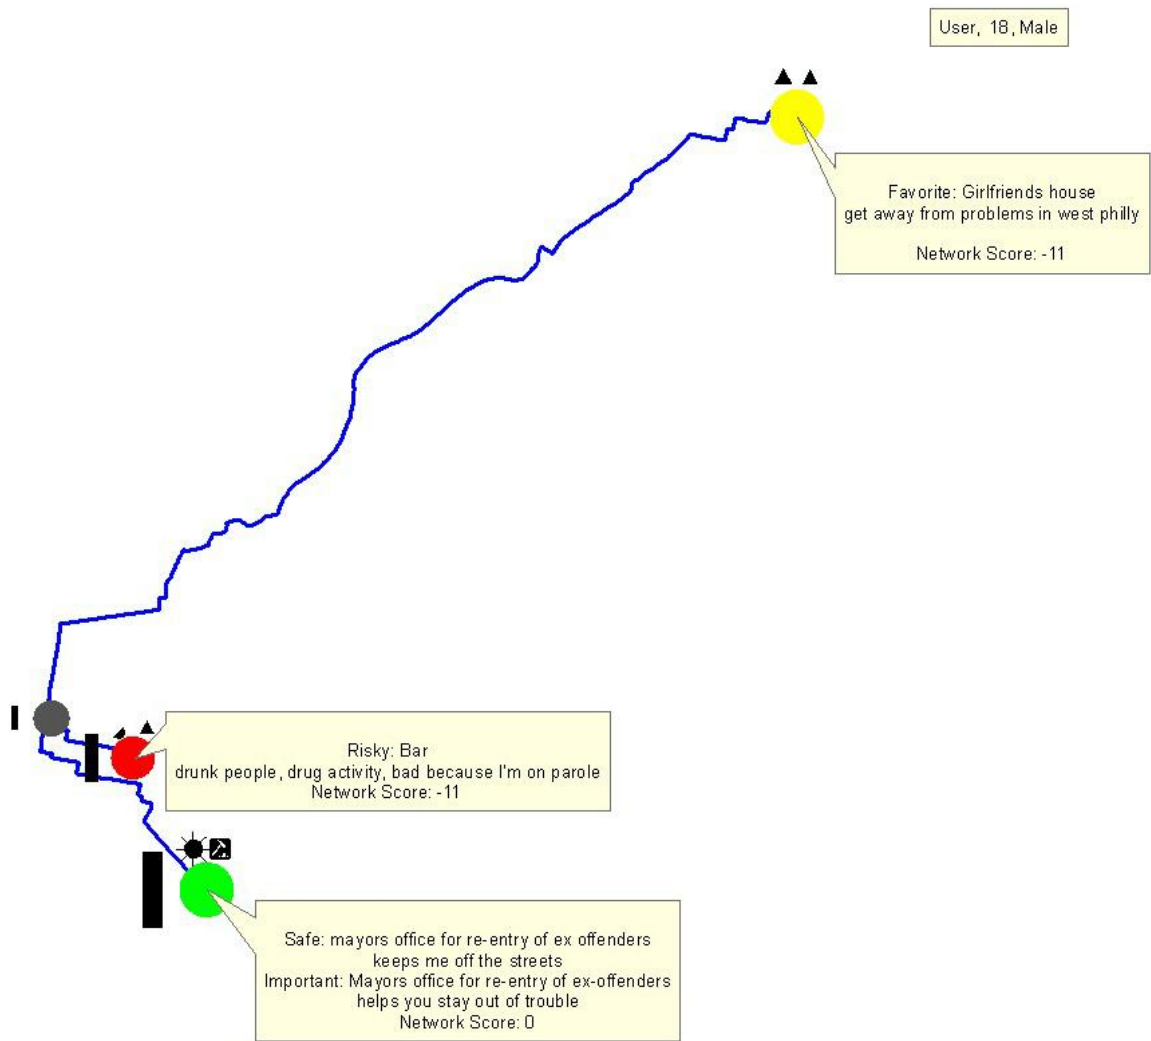 User, 18, Male
Favorite: Girlfriends house
get away from problems in west philly
Network Score: -11
Risky: Bar
drunk people, drug activity, bad because I'm on parole
Network Score: -11
Safe: mayors office for re-entry of ex offenders
keeps me off the streets
Important: Mayors office for re-entry of ex-offenders
helps you stay out of trouble
Network Score: 0